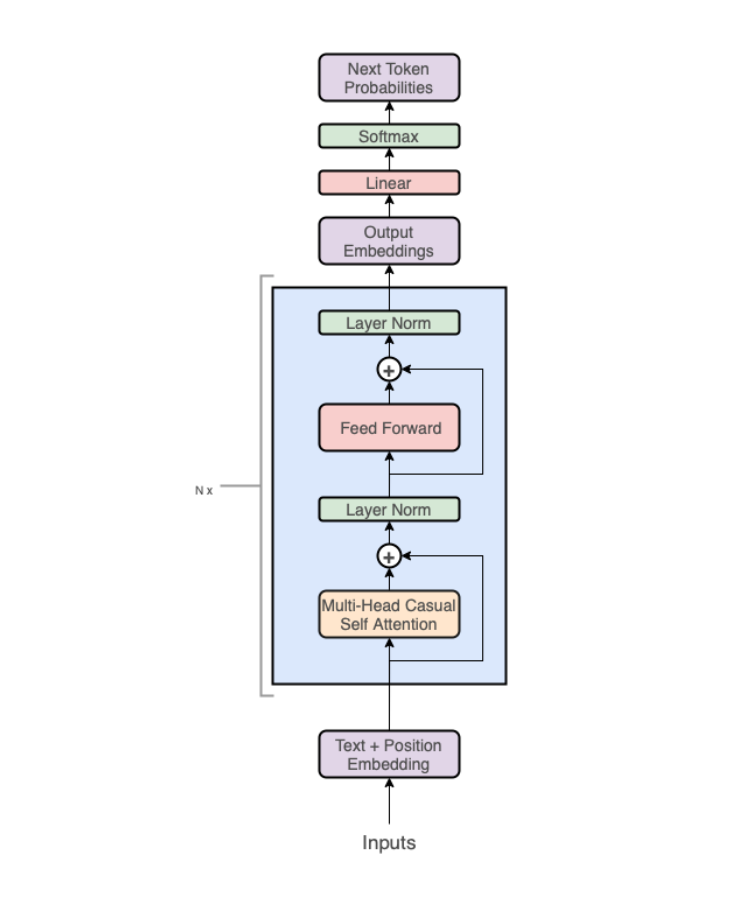 Next Token
Probabilities
Softmax
Linear
Output
Embeddings
Layer Norm
+
Feed Forward
N x
Layer Norm
+
Multi-Head Casual
Self Attention
Text + Position
Embedding
Inputs